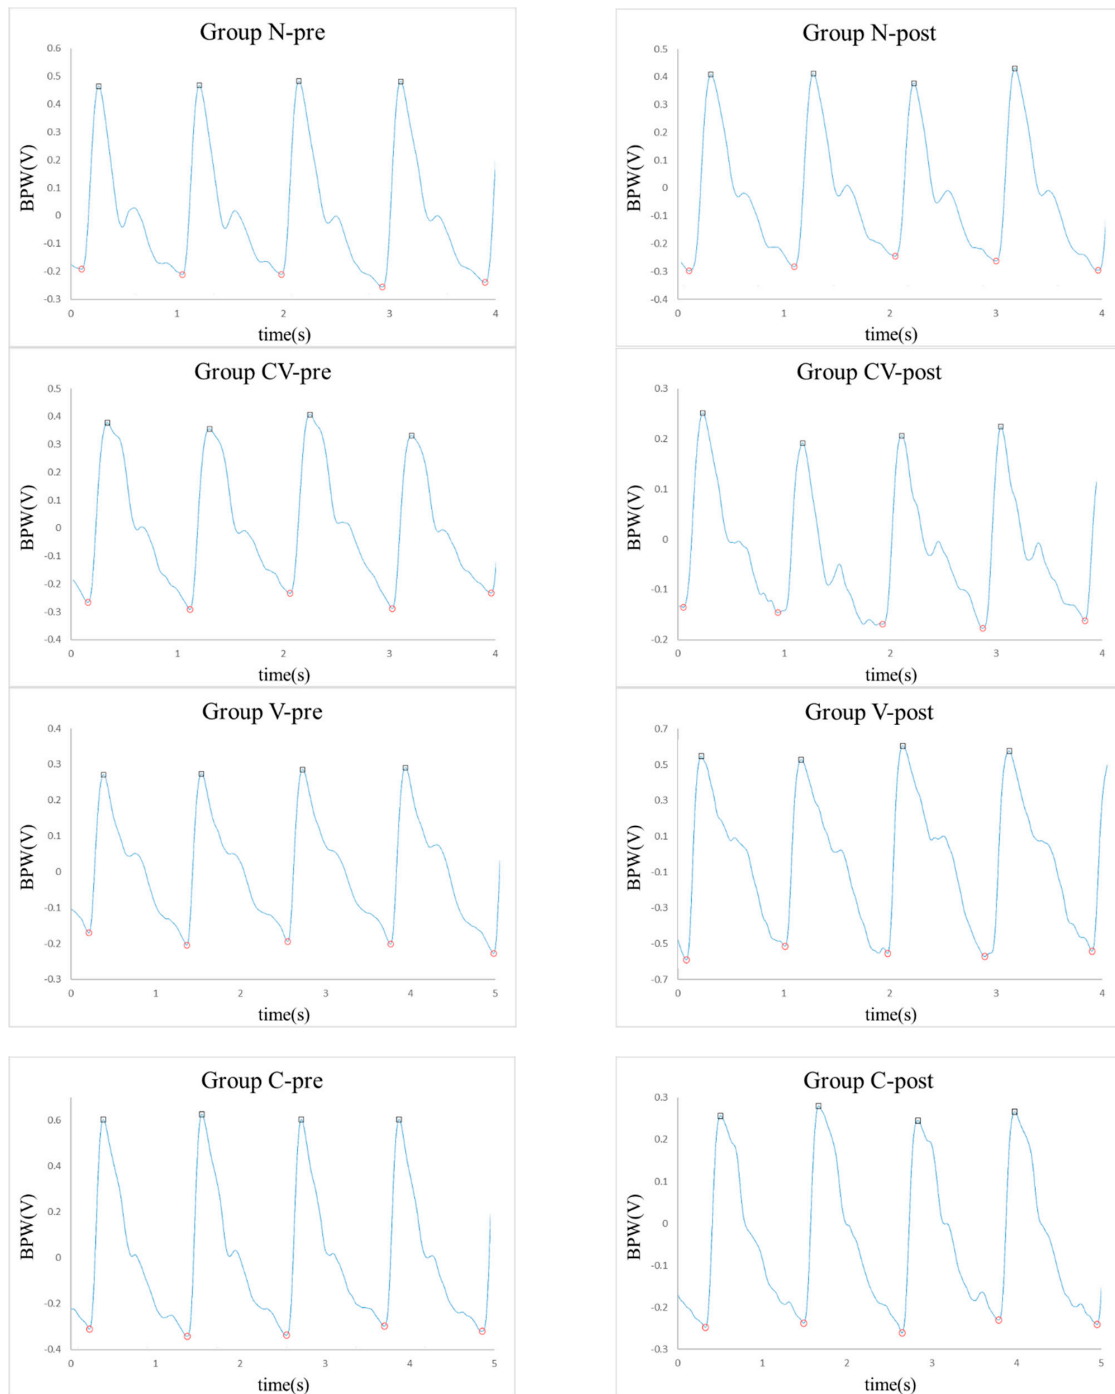 Group N-pre
0.6
0.5
0.4
0.3
0.2
0.1
0
-0.1
-0.2
-0.3
BPW(V)
0 1 2 3 4
time(s)
Group N-post
0.5
0.4
0.3
0.2
0.1
0
-0.1
-0.2
-0.3
-0.4
BPW(V)
0 1 2 3 4
time(s)
Group CV-pre
0.5
0.4
0.3
0.2
0.1
0
-0.1
-0.2
-0.3
-0.4
BPW(V)
0 1 2 3 4
time(s)
Group CV-post
0.3
0.2
0.1
0
-0.1
-0.2
BPW(V)
0 1 2 3 4
time(s)
Group V-pre
0.4
0.3
0.2
0.1
0
-0.1
-0.2
-0.3
BPW(V)
0 1 2 3 4 5
time(s)
Group V-post
0.7
0.5
0.3
0.1
-0.1
-0.3
-0.5
-0.7
BPW(V)
0 1 2 3 4
time(s)
Group C-pre
0.6
0.4
0.2
0
-0.2
-0.4
BPW(V)
0 1 2 3 4 5
time(s)
Group C-post
0.3
0.2
0.1
0
-0.1
-0.2
-0.3
BPW(V)
0 1 2 3 4 5
time(s)